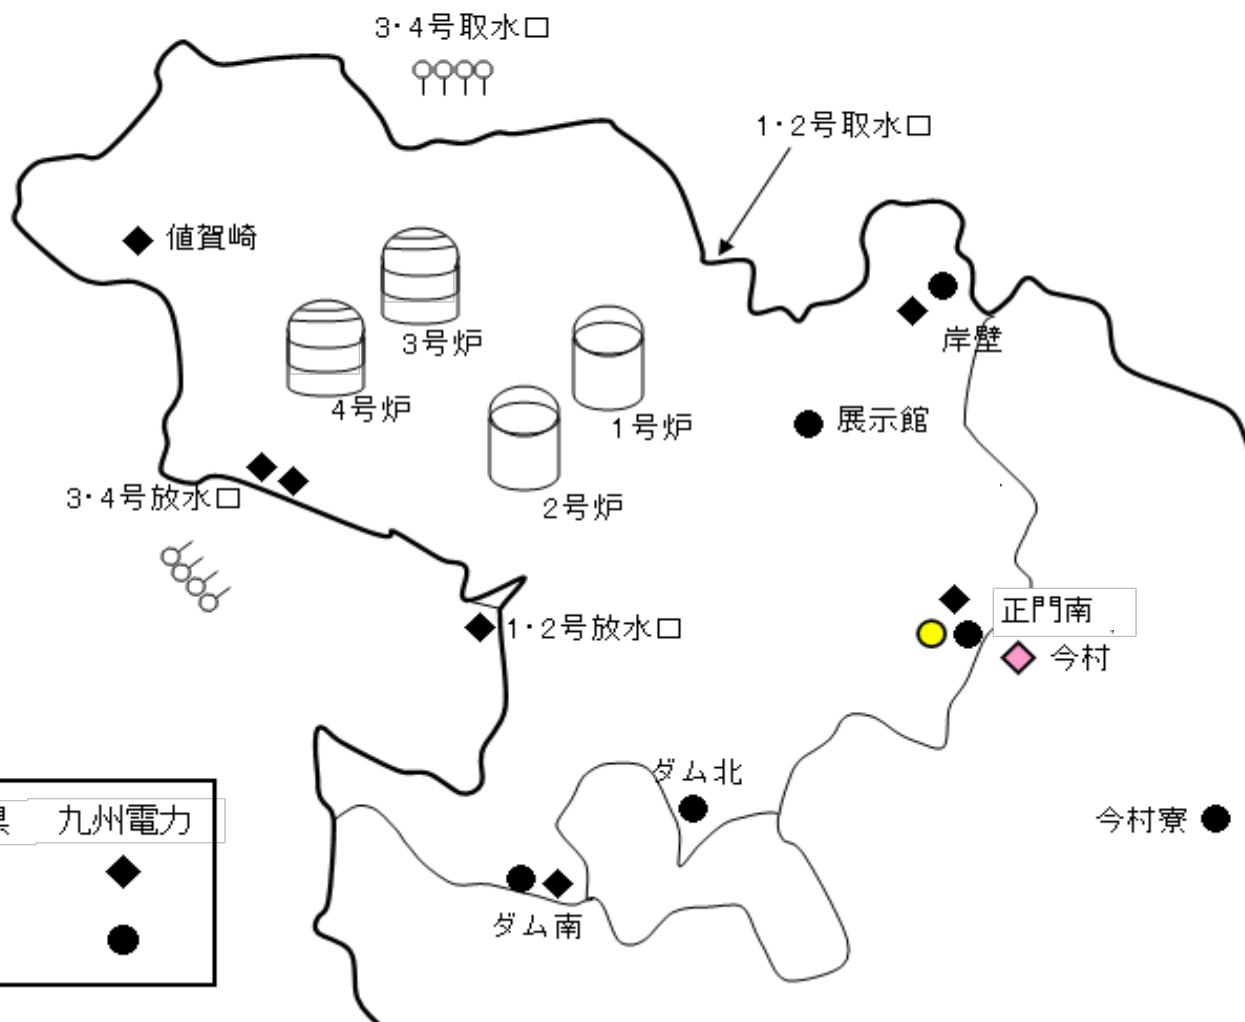 3・4号取水口
1・2号取水口
値賀崎
3号炉
岸壁
4号炉
1号炉
展示館
3・4号放水口
2号炉
正門南
1・2号放水口
今村
ダム北
九州電力
今村寮
ダム南